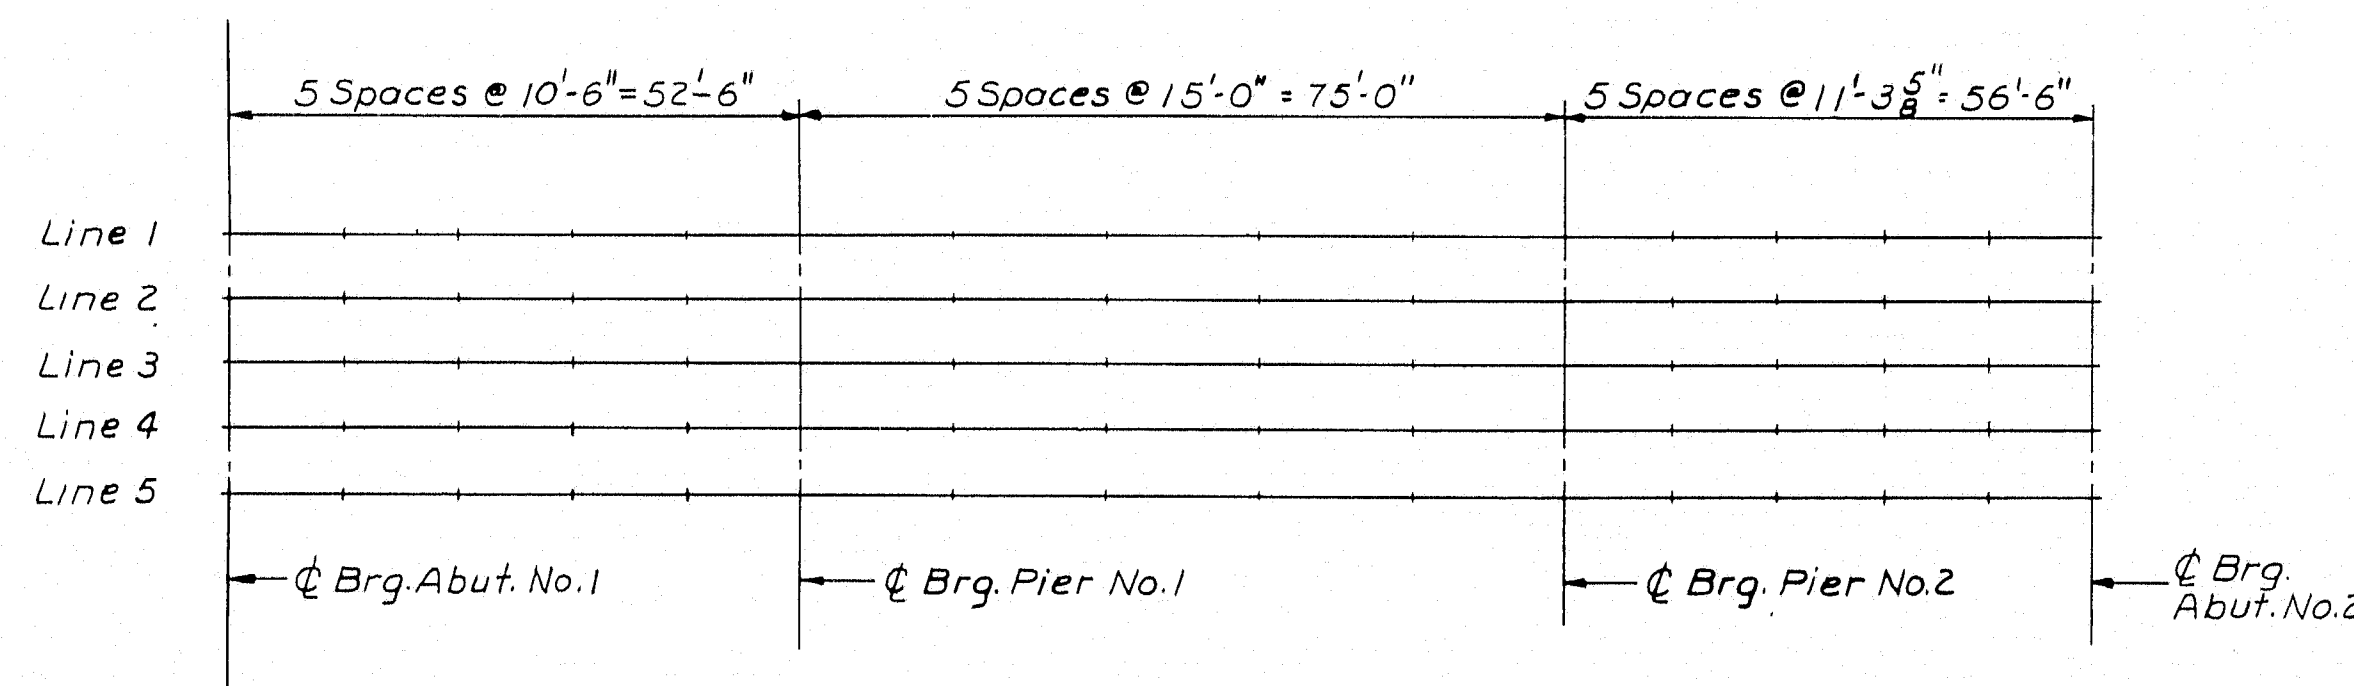 5 Spaces @ 10'-6" = 52'-6"
5 Spaces @ 15'-0" = 75'-0"
5 Spaces @ 11'-3 5/8" = 56'-6"
Line 1
Line 2
Line 3
Line 4
Line 5
℄ Brg. Abut. No.1
℄ Brg. Pier No.1
℄ Brg. Pier No.2
℄ Brg.
Abut. No.2